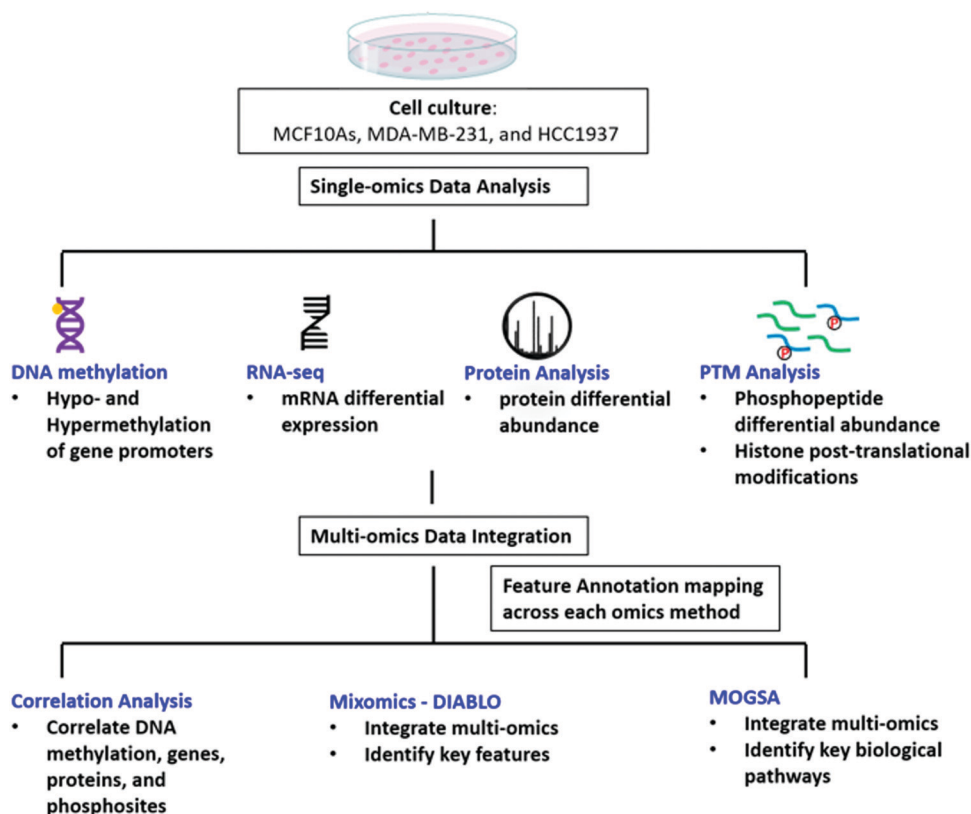 Cell culture:
MCF10As, MDA-MB-231, and HCC1937
Single-omics Data Analysis
P
P
DNA methylation
• Hypo- and
Hypermethylation
of gene promoters
RNA-seq
• mRNA differential
expression
Protein Analysis
• protein differential
abundance
PTM Analysis
• Phosphopeptide
differential abundance
• Histone post-translational
modifications
Multi-omics Data Integration
Feature Annotation mapping
across each omics method
Correlation Analysis
• Correlate DNA
methylation, genes,
proteins, and
phosphosites
Mixomics - DIABLO
• Integrate multi-omics
• Identify key features
MOGSA
• Integrate multi-omics
• Identify key biological
pathways